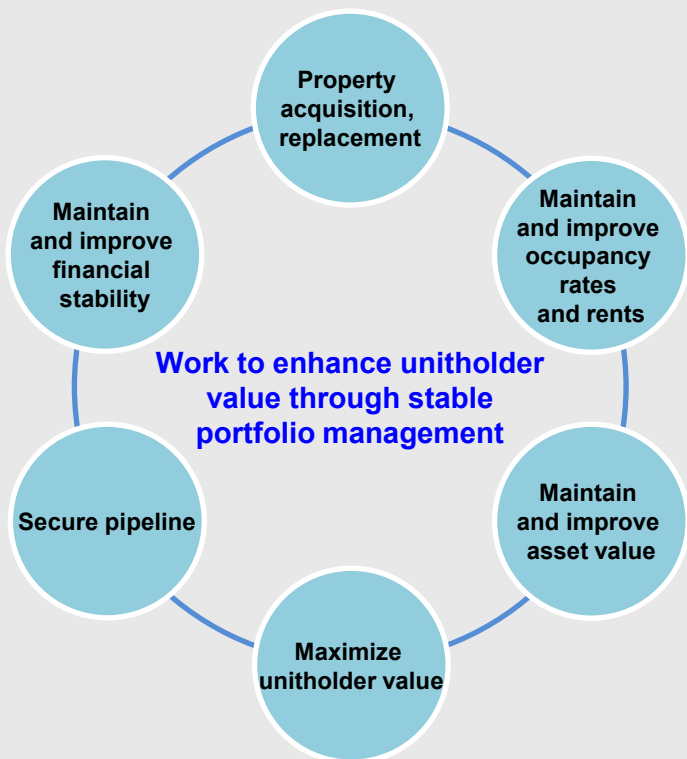 Property
acquisition,
replacement
Maintain
and improve
occupancy
rates
and rents
Maintain
and improve
asset value
Maximize
unitholder value
Secure pipeline
Maintain
and improve
financial
stability
Work to enhance unitholder
value through stable
portfolio management